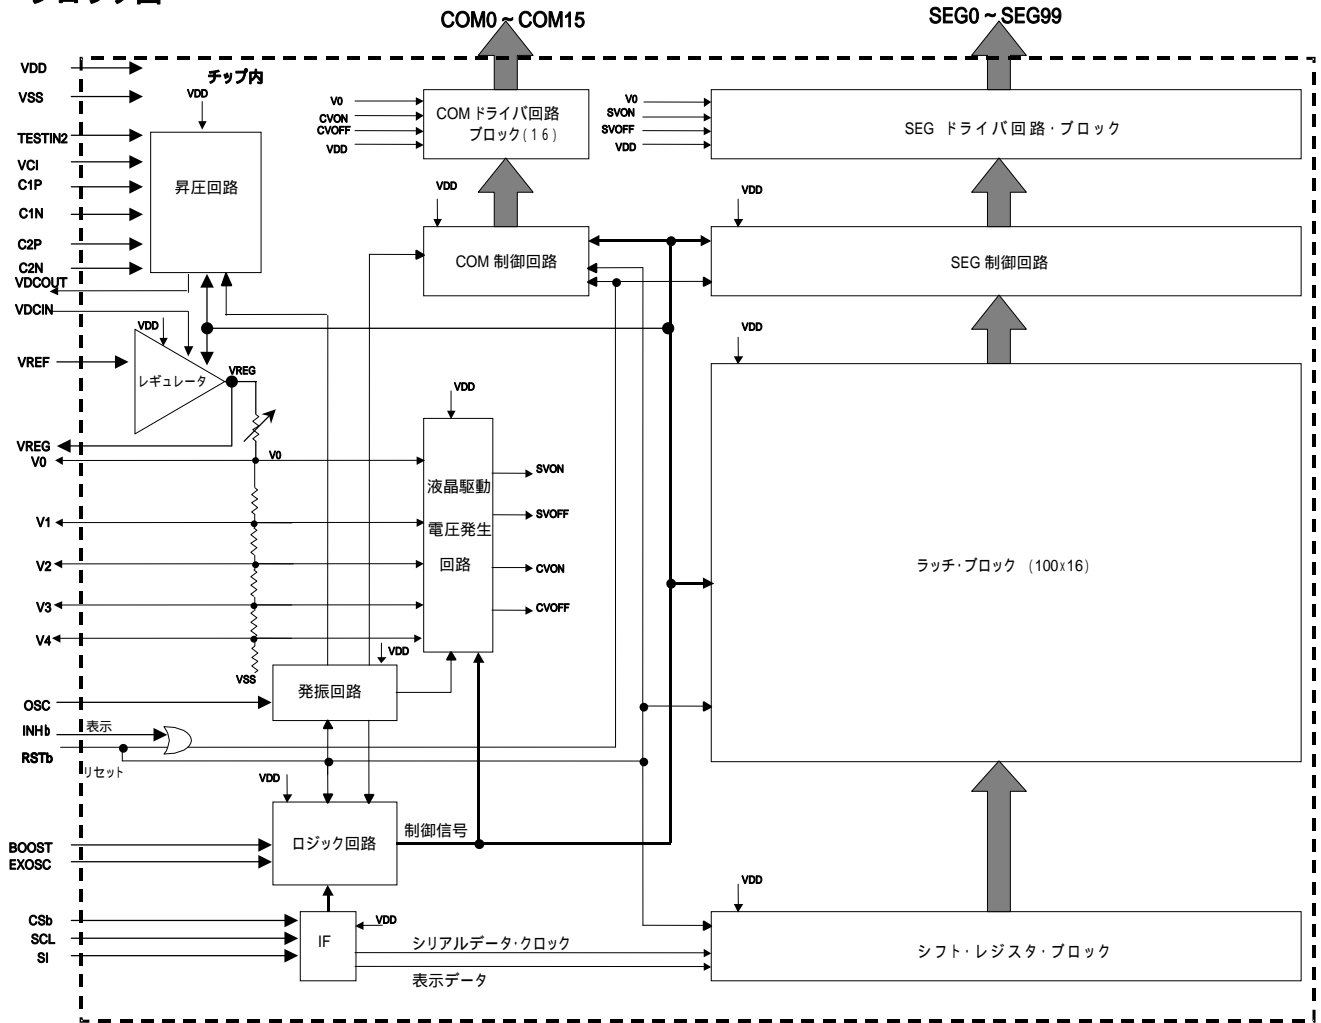 ブロック図
COM0 ~ COM15
SEG0 ~ SEG99
VDD
チップ内
VSS
VDD
V0
CVON
CVOFF
VDD
COM ドライバ回路
ブロック(16)
V0
SVON
SVOFF
VDD
SEG ドライバ回路・ブロック
TESTIN2
VCI
C1P
C1N
C2P
C2N
VDCOUT
VDCIN
昇圧回路
VDD
COM 制御回路
VDD
SEG 制御回路
VDD
VREF
レギュレータ
VREG
VREG
V0
V0
VDD
VDD
液晶駆動
電圧発生
回路
SVON
SVOFF
CVON
CVOFF
ラッチ・ブロック (100x16)
V1
V2
V3
V4
VSS
VDD
OSC
発振回路
INHb
表示
RSTb
リセット
VDD
BOOST
EXOSC
ロジック回路
制御信号
VDD
CSb
SCL
SI
IF
VDD
シリアルデータ・クロック
表示データ
シフト・レジスタ・ブロック